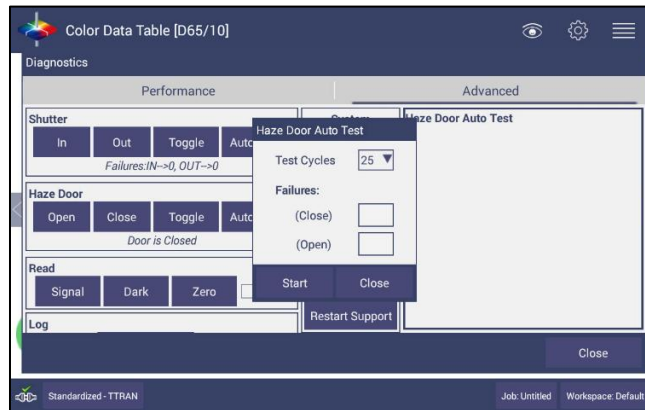 Color Data Table [D65/10]
Diagnostics
Performance
Advanced
Shutter
In
Out
Toggle
Failures:IN-->0, OUT-->0
Haze Door
Open
Close
Toggle
Door is Closed
Read
Signal
Dark
Zero
Log
Haze Door Auto Test
Test Cycles
25
Failures:
(Close)
(Open)
Start
Close
Restart Support
Haze Door Auto Test
Close
Standardized - TTRAN
Job: Untitled
Workspace: Default